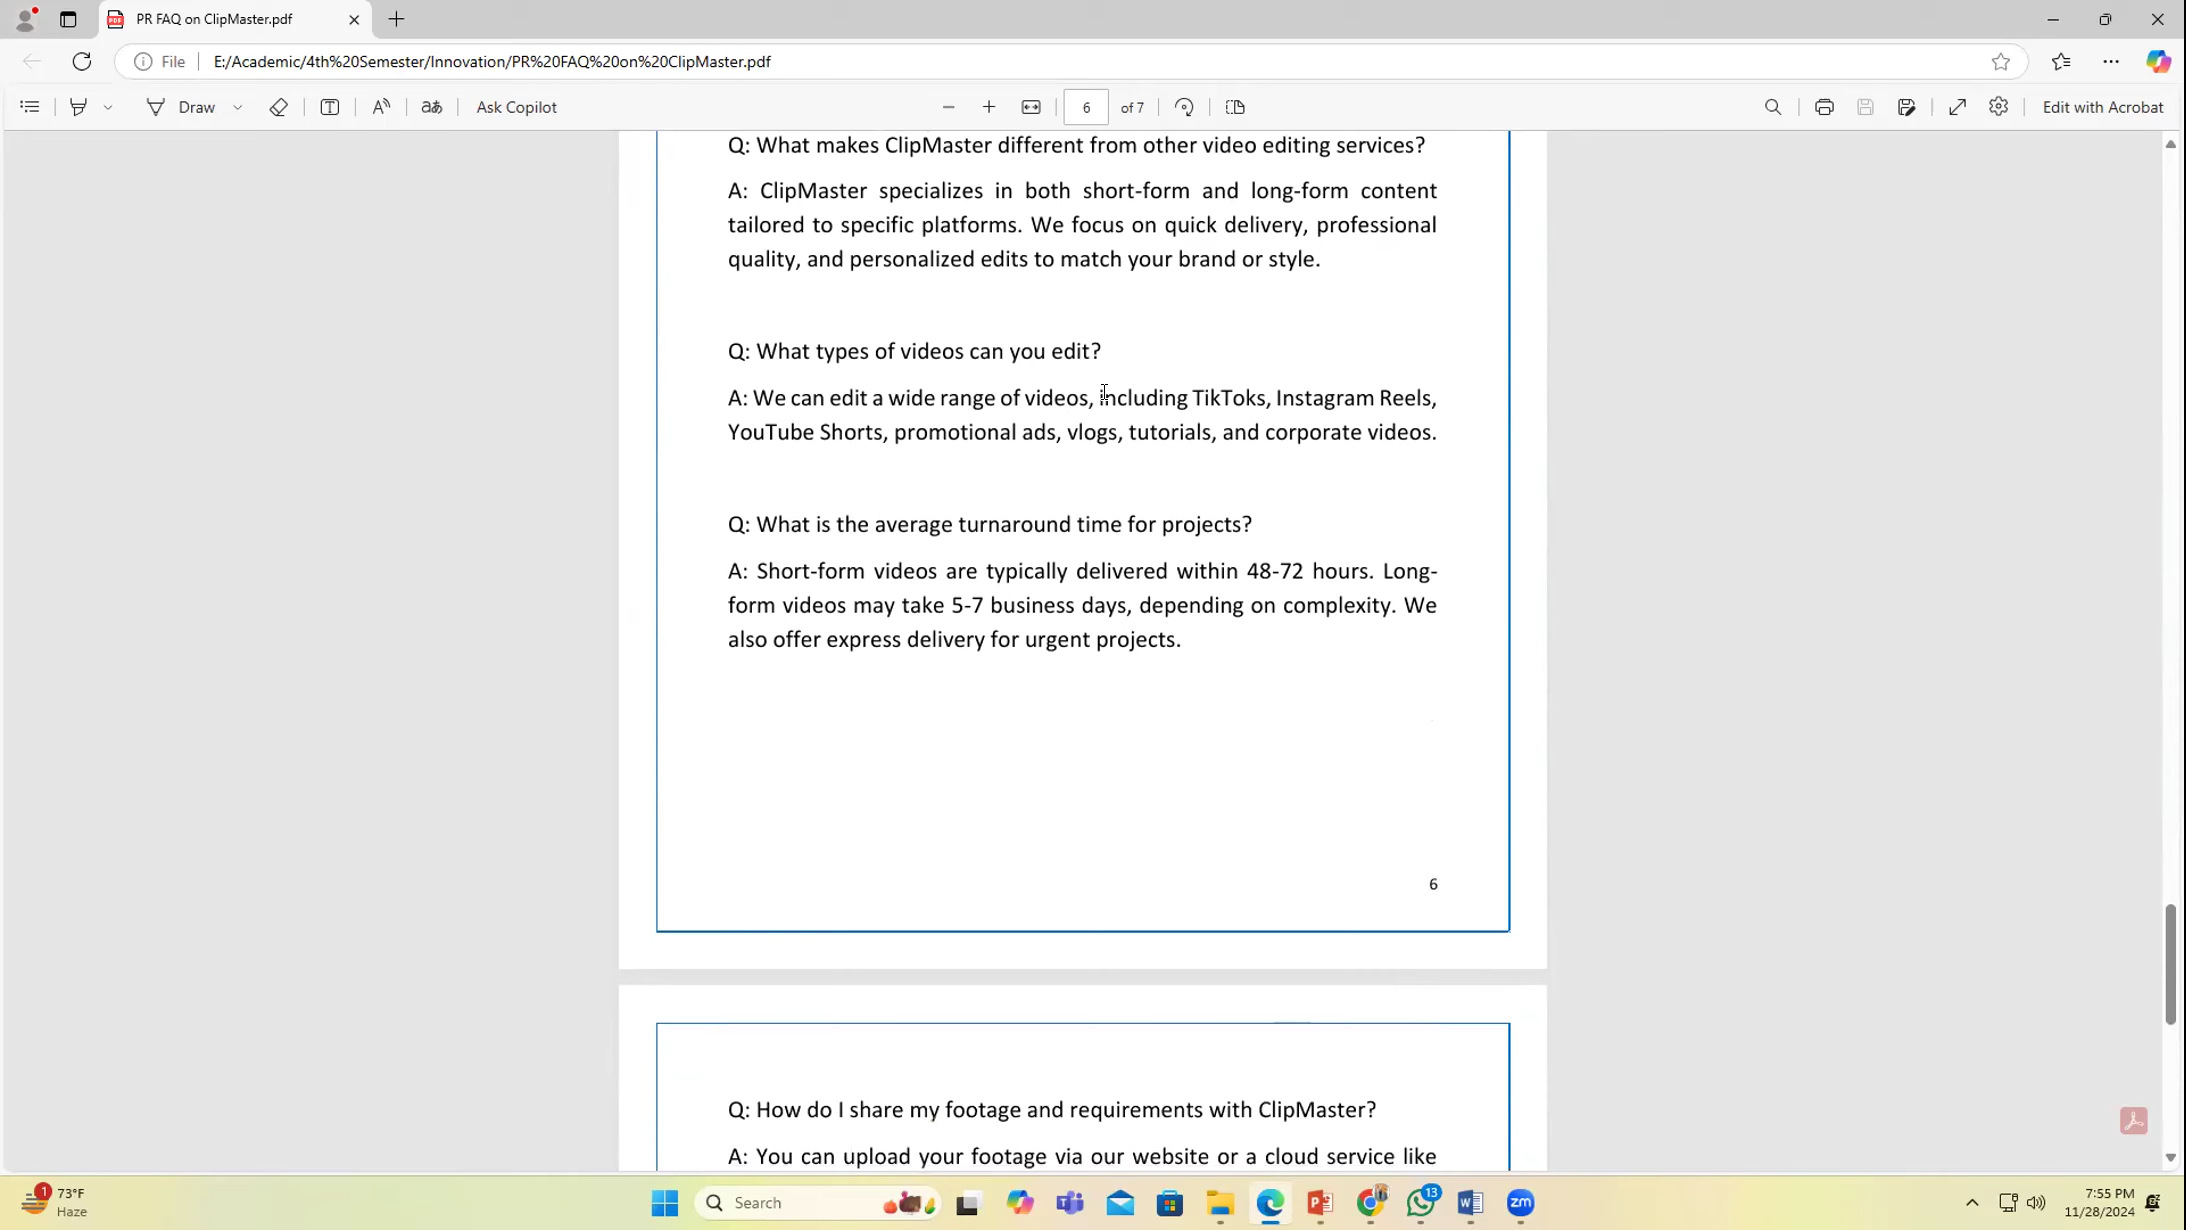 PR FAQ on ClipMaster.pdf
File E:/Academic/4th%20Semester/Innovation/PR%20FAQ%20on%20ClipMaster.pdf
Draw aあ Ask Copilot 6 of 7 Edit with Acrobat
Q: What makes ClipMaster different from other video editing services?
A: ClipMaster specializes in both short-form and long-form content
tailored to specific platforms. We focus on quick delivery, professional
quality, and personalized edits to match your brand or style.
Q: What types of videos can you edit?
A: We can edit a wide range of videos, including TikToks, Instagram Reels,
YouTube Shorts, promotional ads, vlogs, tutorials, and corporate videos.
Q: What is the average turnaround time for projects?
A: Short-form videos are typically delivered within 48-72 hours. Long-
form videos may take 5-7 business days, depending on complexity. We
also offer express delivery for urgent projects.
6
Q: How do I share my footage and requirements with ClipMaster?
A: You can upload your footage via our website or a cloud service like
1
73°F
Haze
Search
13
zm
7:55 PM
11/28/2024